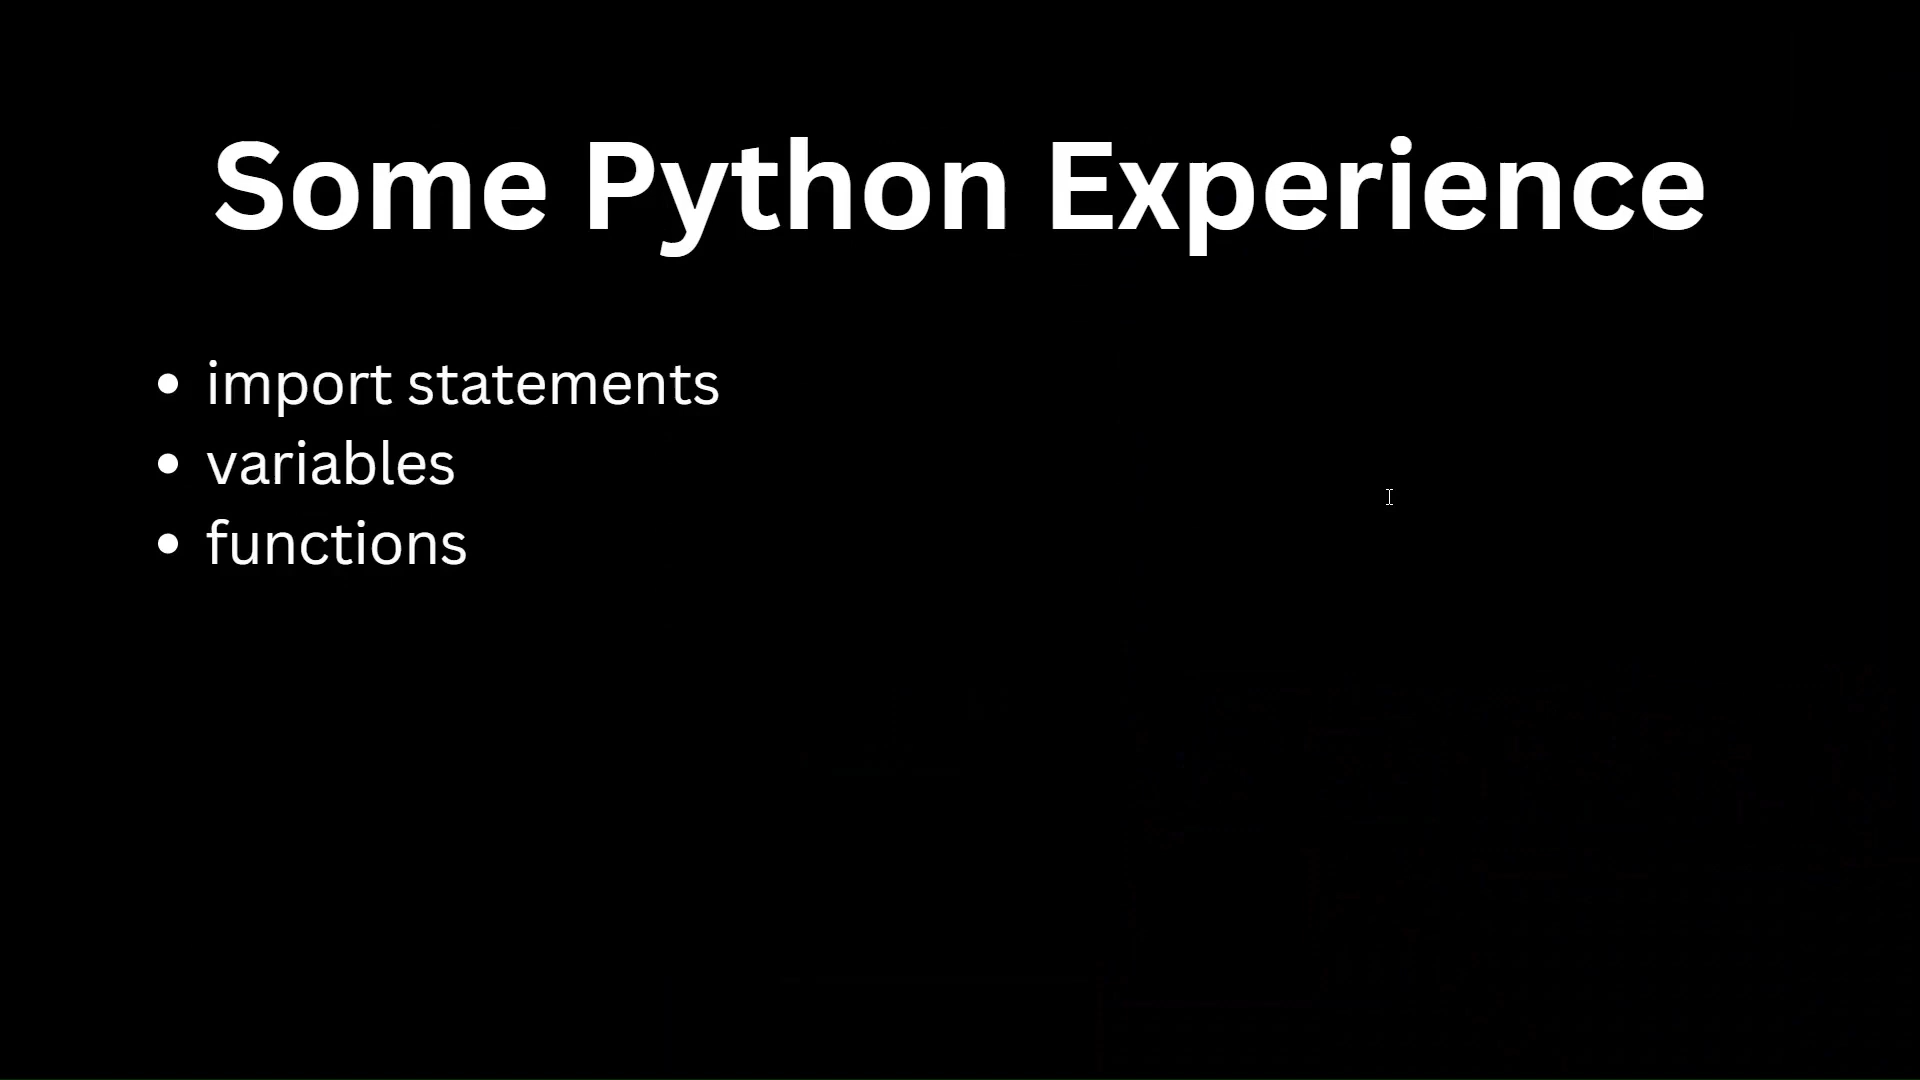 Some Python Experience
• import statements
• variables
• functions